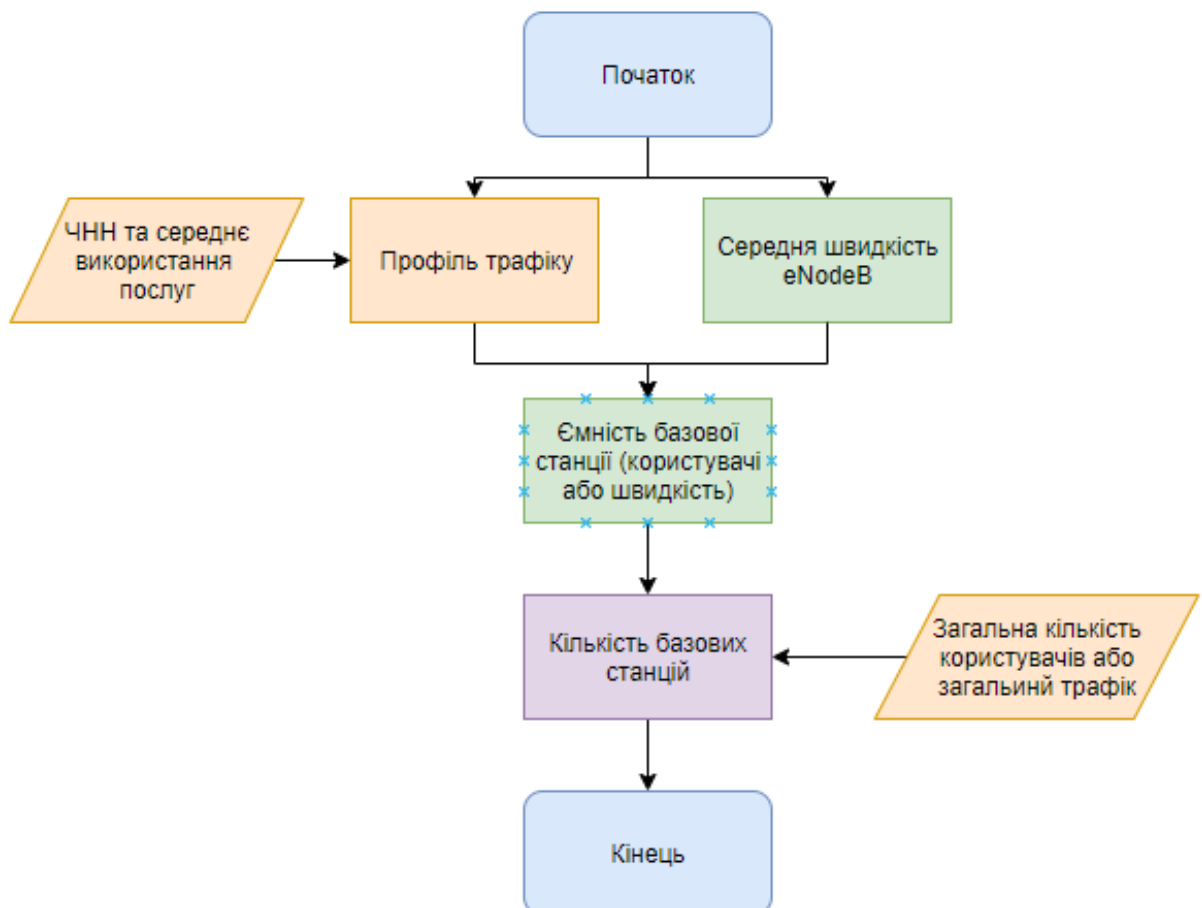 Початок
ЧНН та середнє
використання
послуг
Профіль трафіку
Середня швидкість
eNodeB
Ємність базової
станції (користувачі
або швидкість)
Кількість базових
станцій
Загальна кількість
користувачів або
загальинй трафік
Кінець